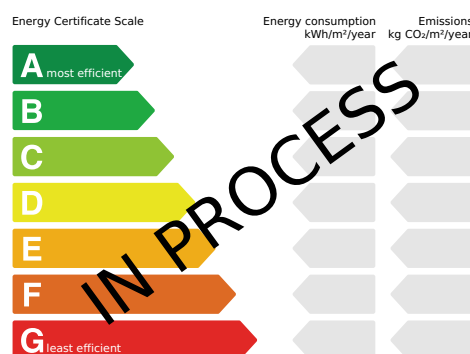 Energy Certificate Scale
Energy consumption
kWh/m²/year
Emissions
kg CO₂/m²/year
A most efficient
B
C
D
E
F
G least efficient
IN PROCESS